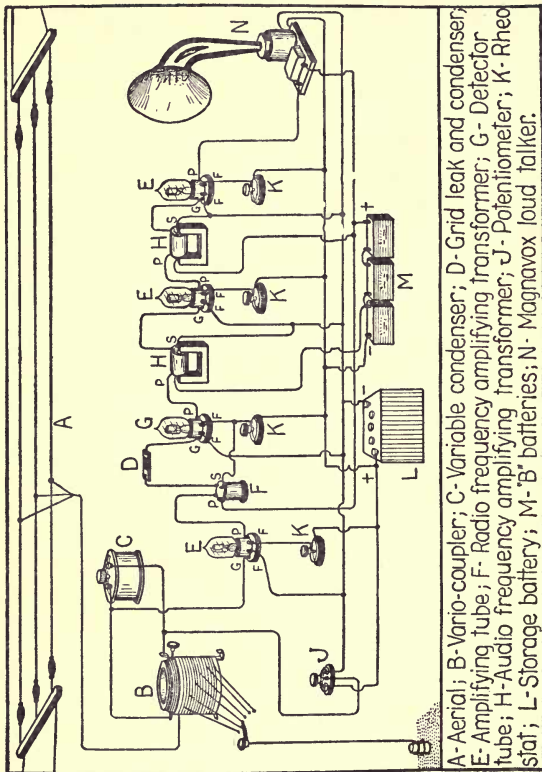 A
N
C
B
D
E
G
F
F
P
K
F
P
S
G
G
F
F
P
K
H
P
S
E
G
F
F
P
K
H
P
S
E
G
F
F
P
K
J
L
+
-
M
-
+
A-Aerial; B-Vario-coupler; C-Variable condenser; D-Grid leak and condenser;
E-Amplifying tube; F- Radio frequency amplifying transformer; G- Detector
tube; H-Audio frequency amplifying transformer; J- Potentiometer; K- Rheo
stat; L-Storage battery; M-"B" batteries; N- Magnavox loud talker.